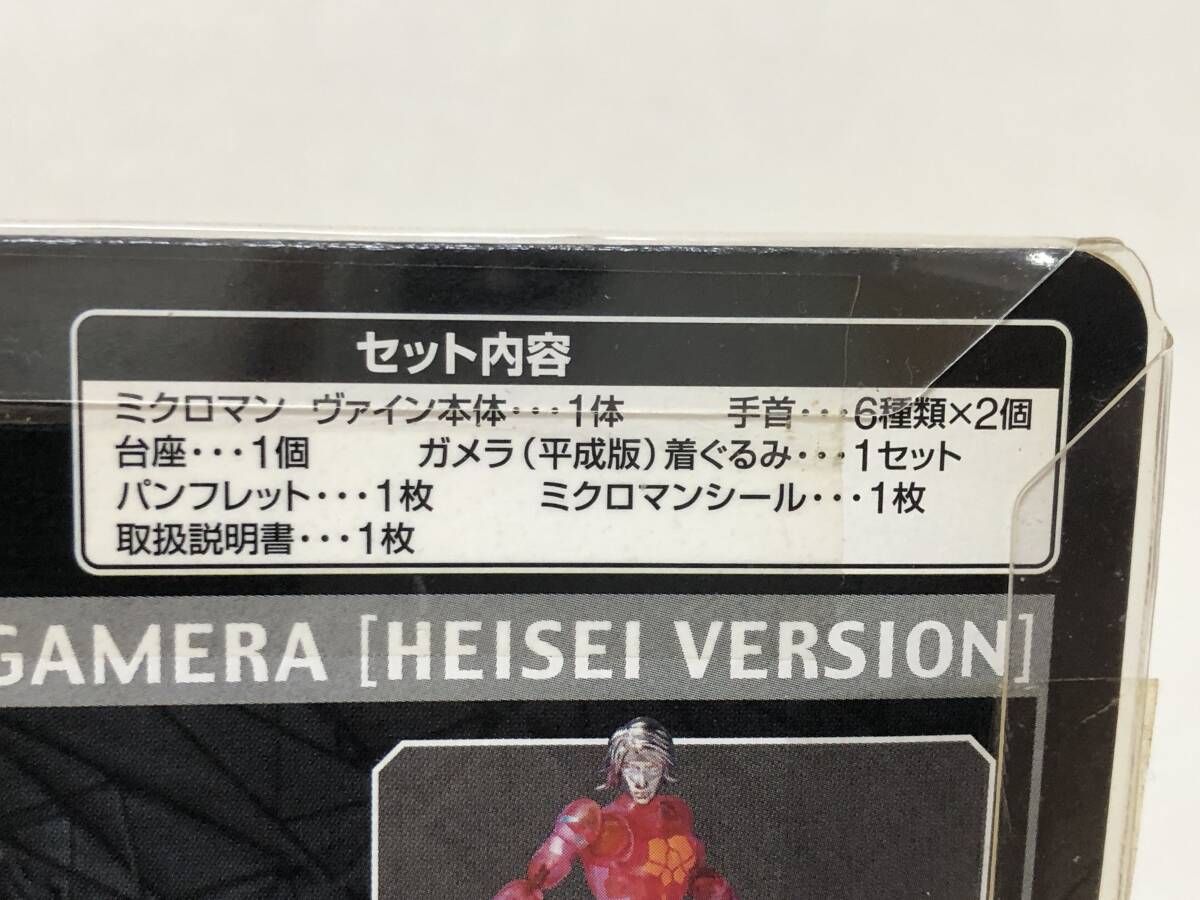 セット内容
ミクロマン ヴァイン本体・・・1体 手首・・・6種類×2個
台座・・・1個 ガメラ(平成版)着ぐるみ・・・1セット
パンフレット・・・1枚 ミクロマンシール・・・1枚
取扱説明書・・・1枚
GAMERA [HEISEI VERSION]